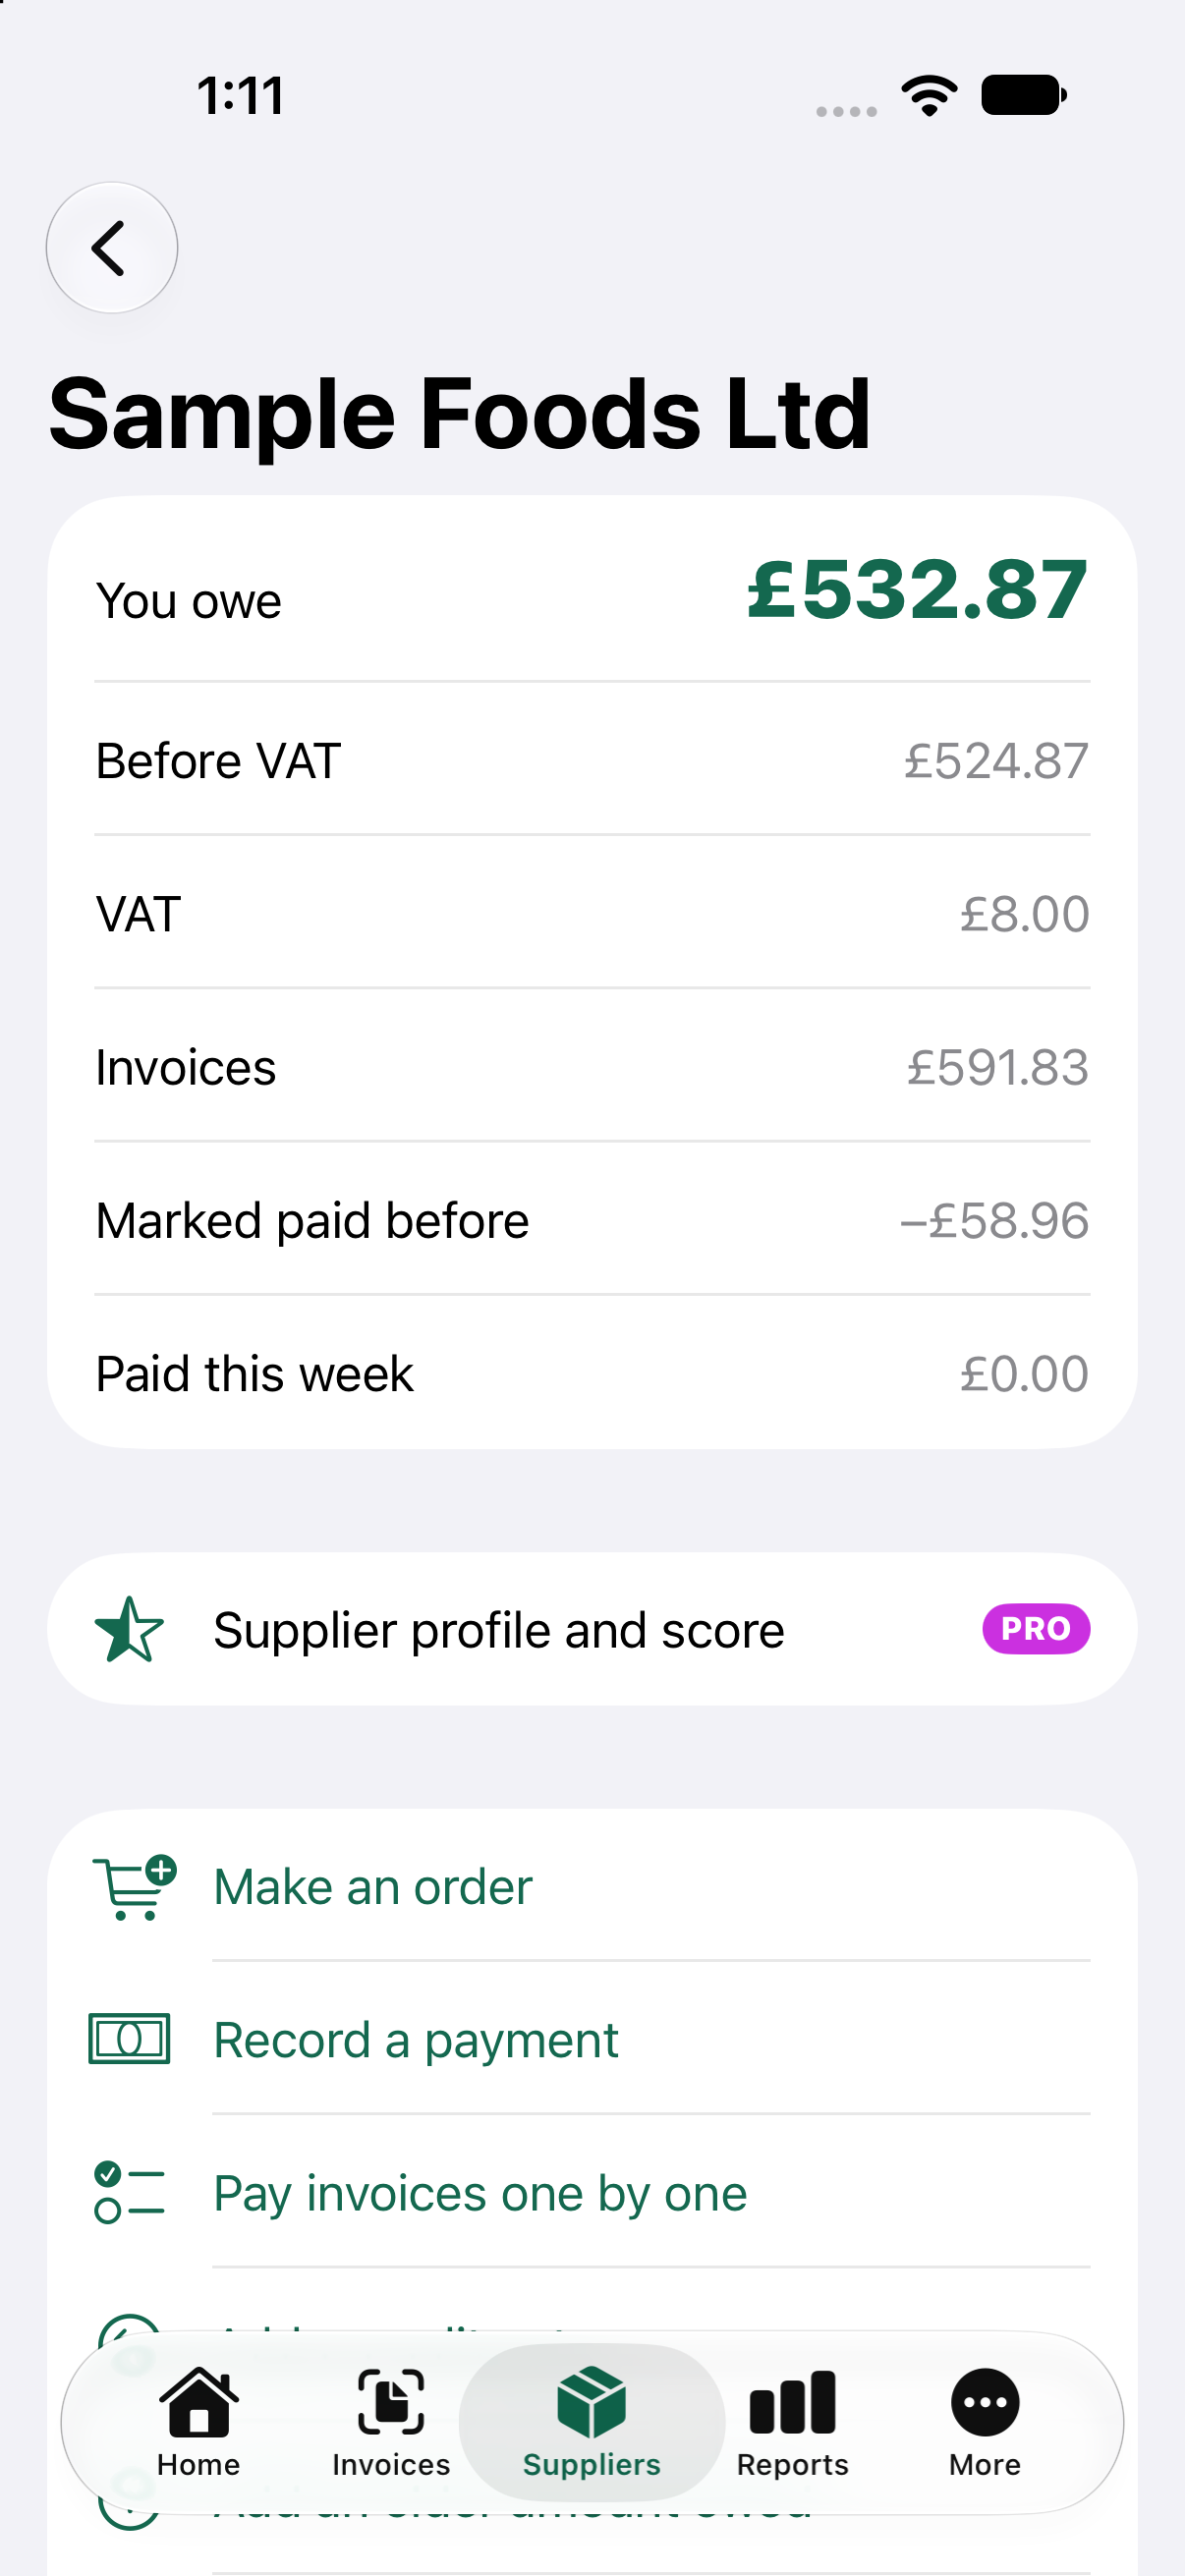 1:11
Sample Foods Ltd
You owe £532.87
Before VAT £524.87
VAT £8.00
Invoices £591.83
Marked paid before –£58.96
Paid this week £0.00
Supplier profile and score PRO
Make an order
Record a payment
Pay invoices one by one
Home Invoices Suppliers Reports More